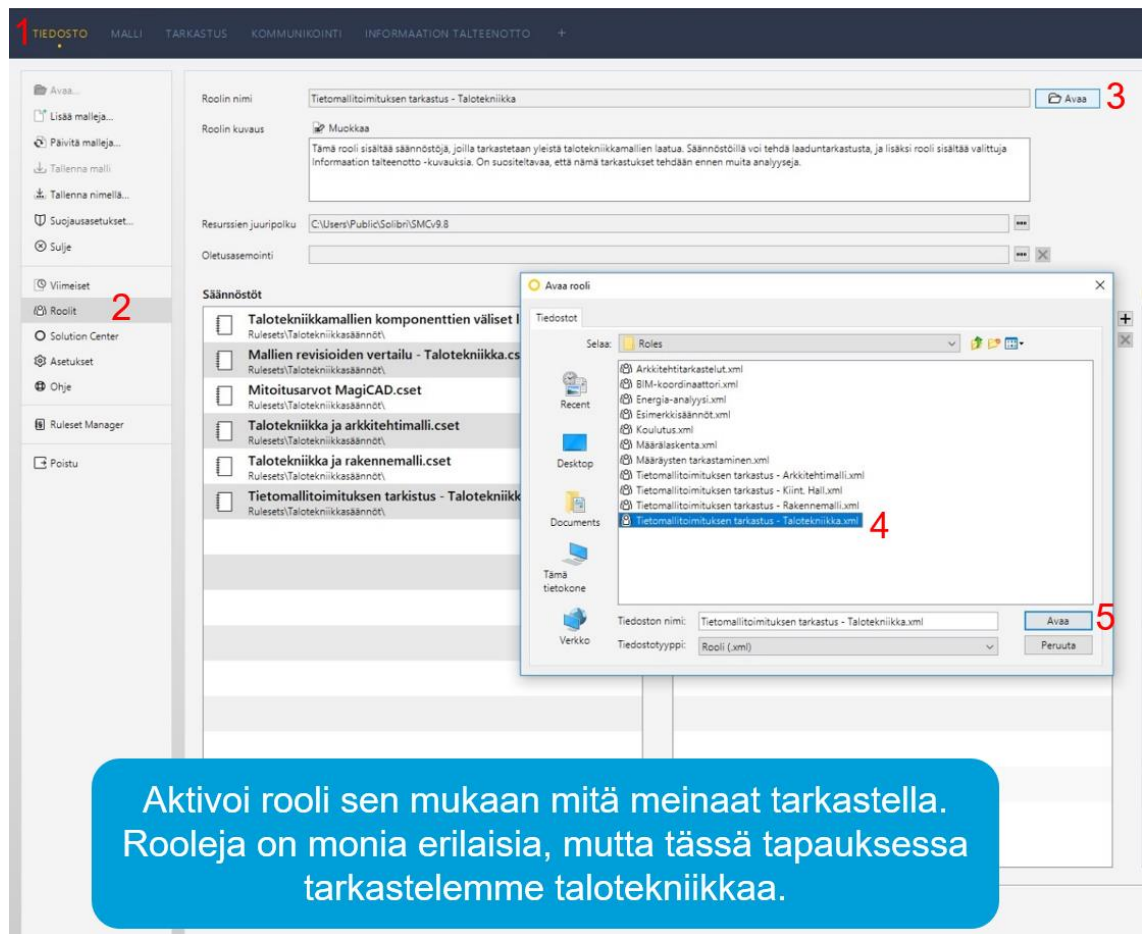 1
TIEDOSTO MALLI TARKASTUS KOMMUNIKOINTI INFORMAATION TALTEENOTTO +
Avaa...
Lisää malleja...
Päivitä malleja...
Tallenna malli
Tallenna nimellä...
Suojausasetukset...
Sulje
Viimeiset
Roolit
2
Solution Center
Asetukset
Ohje
Ruleset Manager
Poistu
Roolin nimi Tietomallitoimituksen tarkastus - Talotekniikka Avaa
3
Roolin kuvaus Muokkaa
Tämä rooli sisältää säännöstöjä, joilla tarkastetaan yleistä talotekniikkamallien laatua. Säännöstöillä voi tehdä laaduntarkastusta, ja lisäksi rooli sisältää valittuja
Informaation talteenotto -kuvauksia. On suositeltavaa, että nämä tarkastukset tehdään ennen muita analyyseja.
Resurssien juuripolku C:\Users\Public\Solibri\SMCv9.8
Oletusasemointi
Säännöstöt
Talotekniikkamallien komponenttien väliset l
Rulesets\Talotekniikkasäännöt\
Mallien revisioiden vertailu - Talotekniikka.cs
Rulesets\Talotekniikkasäännöt\
Mitoitusarvot MagiCAD.cset
Rulesets\Talotekniikkasäännöt\
Talotekniikka ja arkkitehtimalli.cset
Rulesets\Talotekniikkasäännöt\
Talotekniikka ja rakennemalli.cset
Rulesets\Talotekniikkasäännöt\
Tietomallitoimituksen tarkistus - Talotekniikk
Rulesets\Talotekniikkasäännöt\
Avaa rooli
Tiedostot
Selaa: Roles
Recent
Desktop
Documents
Tämä
tietokone
Verkko
Arkkitehtitarkastelut.xml
BIM-koordinaattori.xml
Energia-analyysi.xml
Esimerkkisäännöt.xml
Koulutus.xml
Määrälaskenta.xml
Määräysten tarkastaminen.xml
Tietomallitoimituksen tarkastus - Arkkitehtimalli.xml
Tietomallitoimituksen tarkastus - Kiint. Hall.xml
Tietomallitoimituksen tarkastus - Rakennemalli.xml
Tietomallitoimituksen tarkastus - Talotekniikka.xml
4
Tiedoston nimi: Tietomallitoimituksen tarkastus - Talotekniikka.xml Avaa
5
Tiedostotyyppi: Rooli (.xml) Peruuta
Aktivoi rooli sen mukaan mitä meinaat tarkastella.
Rooleja on monia erilaisia, mutta tässä tapauksessa
tarkastelemme talotekniikkaa.